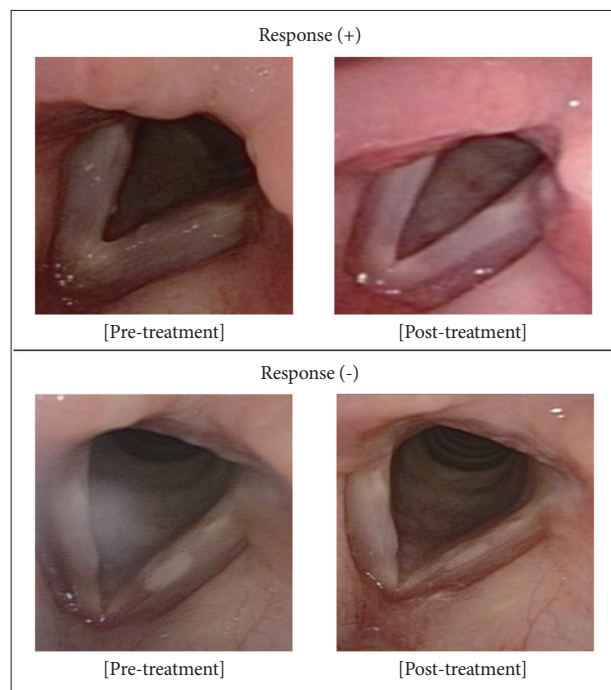 Response (+)
[Pre-treatment]
[Post-treatment]
Response (-)
[Pre-treatment]
[Post-treatment]